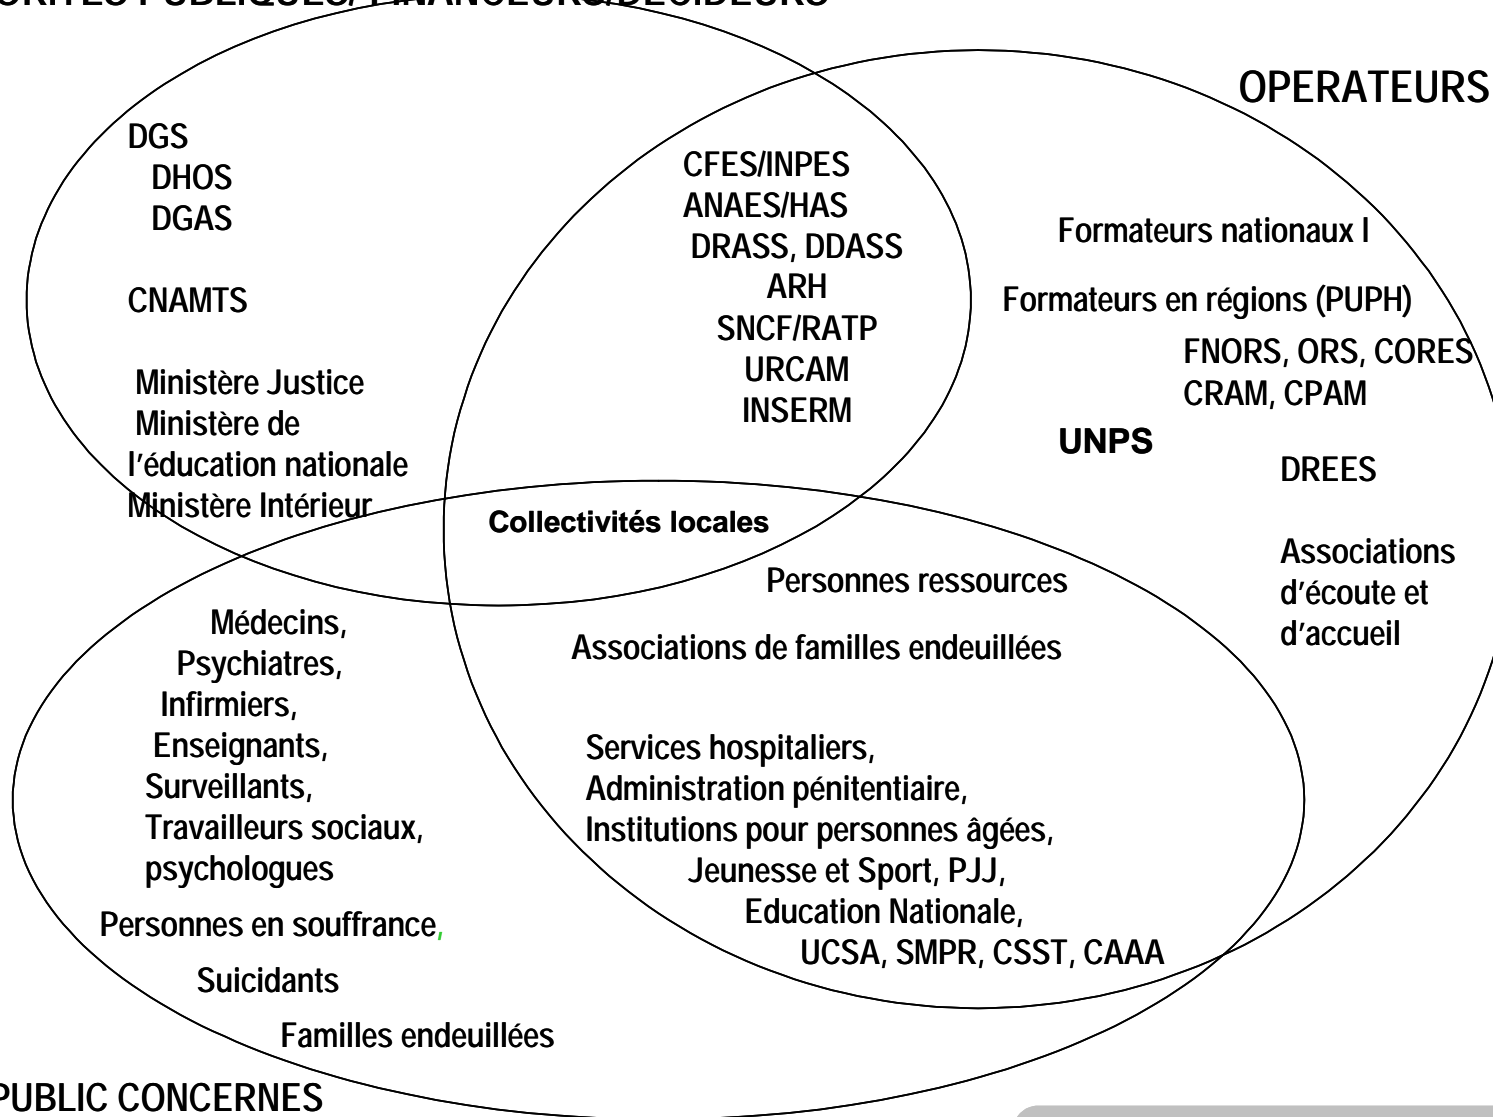 PUBLIQUES/ FINANCEURS/DECIDEURS
OPERATEURS
DGS
DHOS
DGAS
CNAMTS
Ministère Justice
Ministère de
l'éducation nationale
Ministère Intérieur
CFES/INPES
ANAES/HAS
DRASS, DDASS
ARH
SNCF/RATP
URCAM
INSERM
Formateurs nationaux I
Formateurs en régions (PUPH)
FNORS, ORS, CORES
CRAM, CPAM
UNPS
DREES
Associations
d'écoute et
d'accueil
Collectivités locales
Personnes ressources
Associations de familles endeuillées
Services hospitaliers,
Administration pénitentiaire,
Institutions pour personnes âgées,
Jeunesse et Sport, PJJ,
Education Nationale,
UCSA, SMPR, CSST, CAAA
Médecins,
Psychiatres,
Infirmiers,
Enseignants,
Surveillants,
Travailleurs sociaux,
psychologues
Personnes en souffrance,
Suicidants
Familles endeuillées
PUBLIC CONCERNES